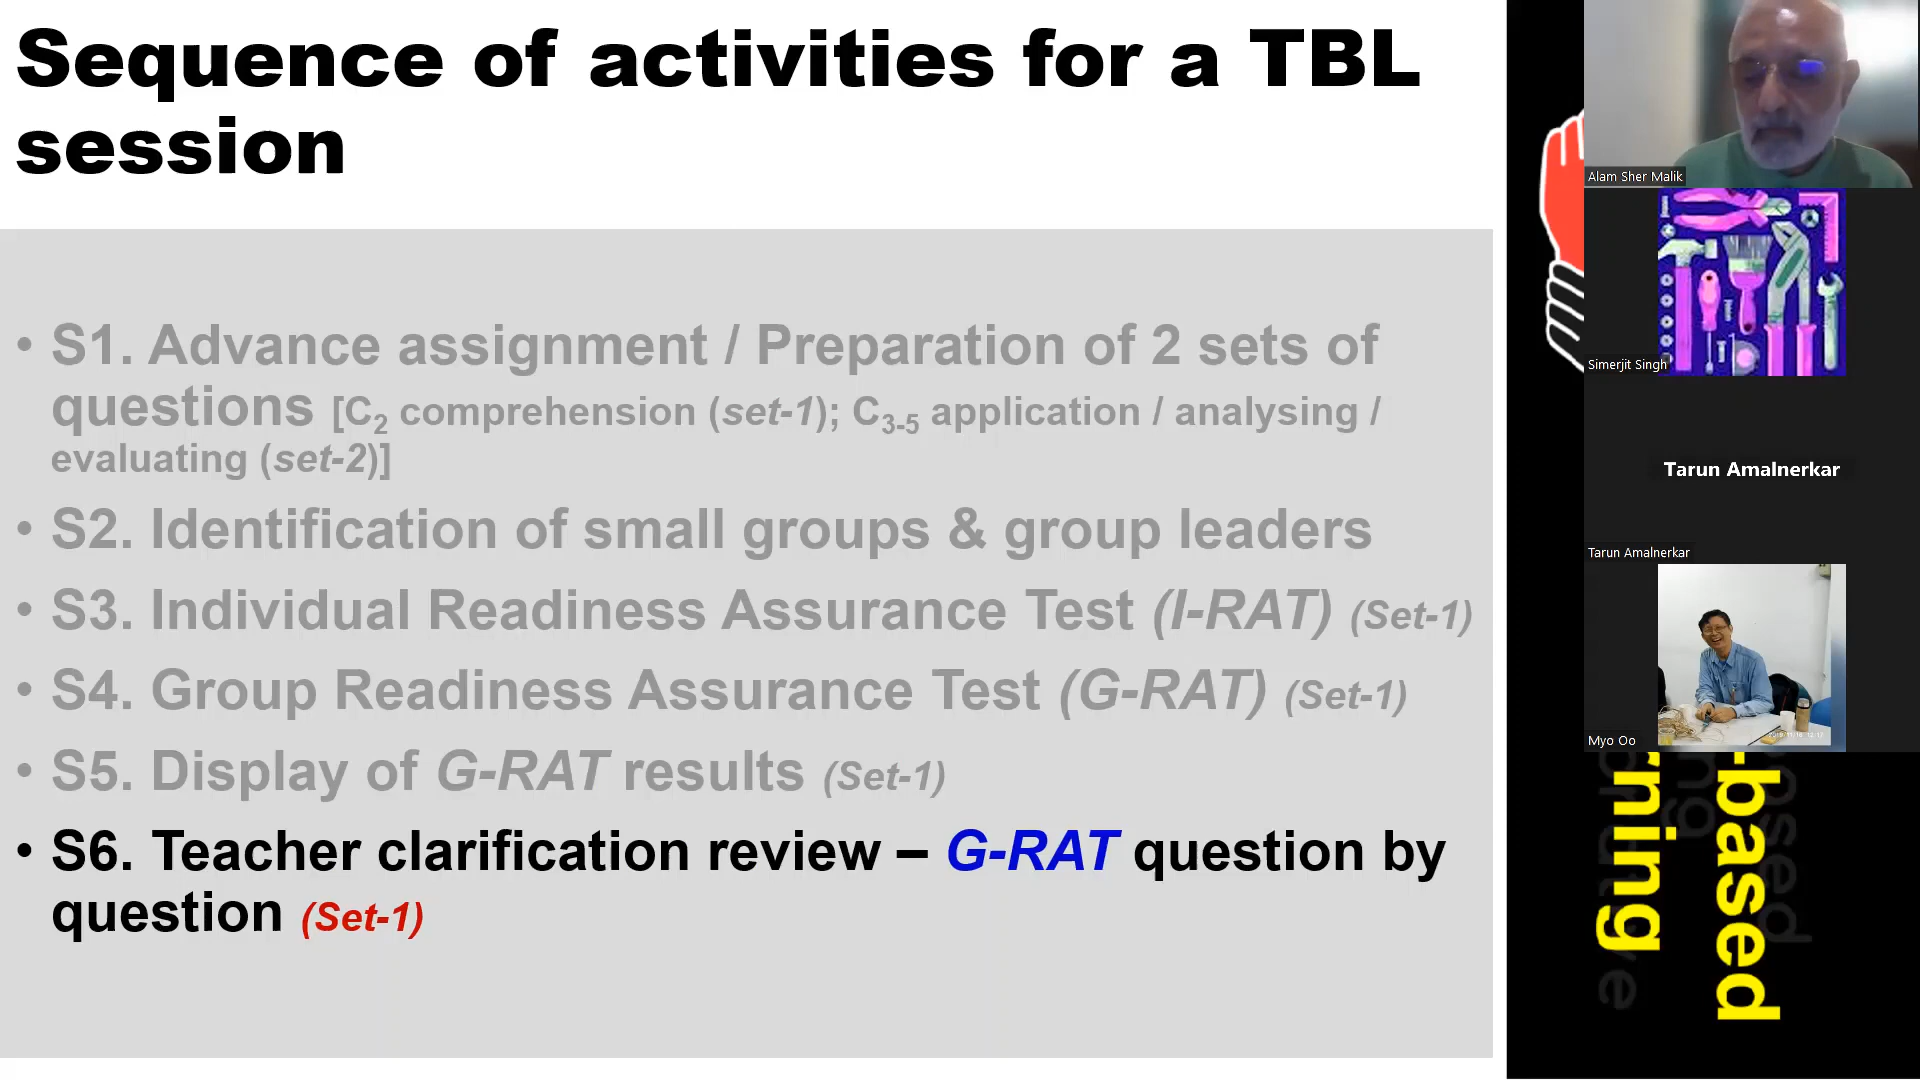 Sequence of activities for a TBL
session
• S1. Advance assignment / Preparation of 2 sets of
questions [C2 comprehension (set-1); C3-5 application / analysing /
evaluating (set-2)]
• S2. Identification of small groups & group leaders
• S3. Individual Readiness Assurance Test (I-RAT) (Set-1)
• S4. Group Readiness Assurance Test (G-RAT) (Set-1)
• S5. Display of G-RAT results (Set-1)
• S6. Teacher clarification review – G-RAT question by
question (Set-1)
Alam Sher Malik
Simerjit Singh
Tarun Amalnerkar
Tarun Amalnerkar
Myo Oo
-based
rning